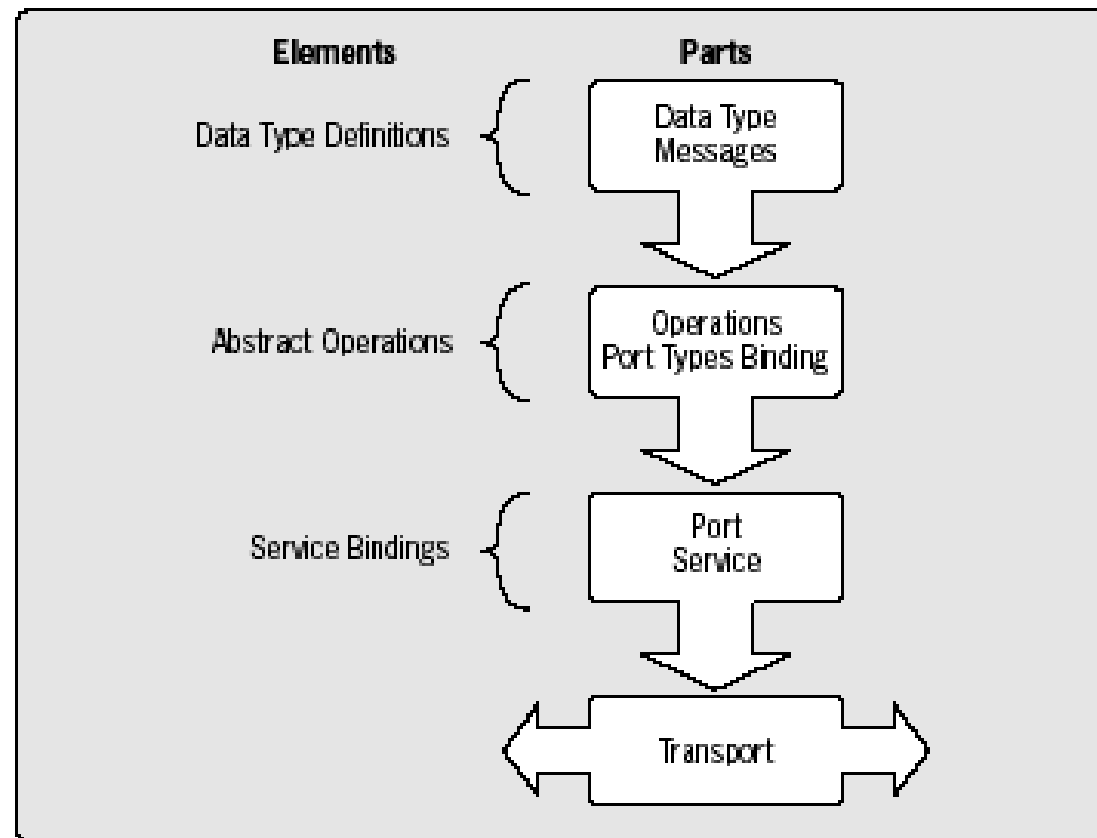 Elements
Parts
Data Type Definitions
Data Type
Messages
Abstract Operations
Operations
Port Types Binding
Service Bindings
Port
Service
Transport